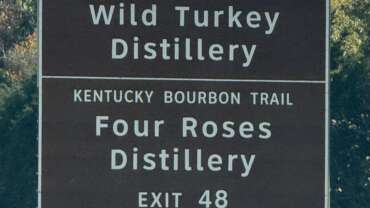 Wild Turkey
Distillery
KENTUCKY BOURBON TRAIL
Four Roses
Distillery
EXIT 48